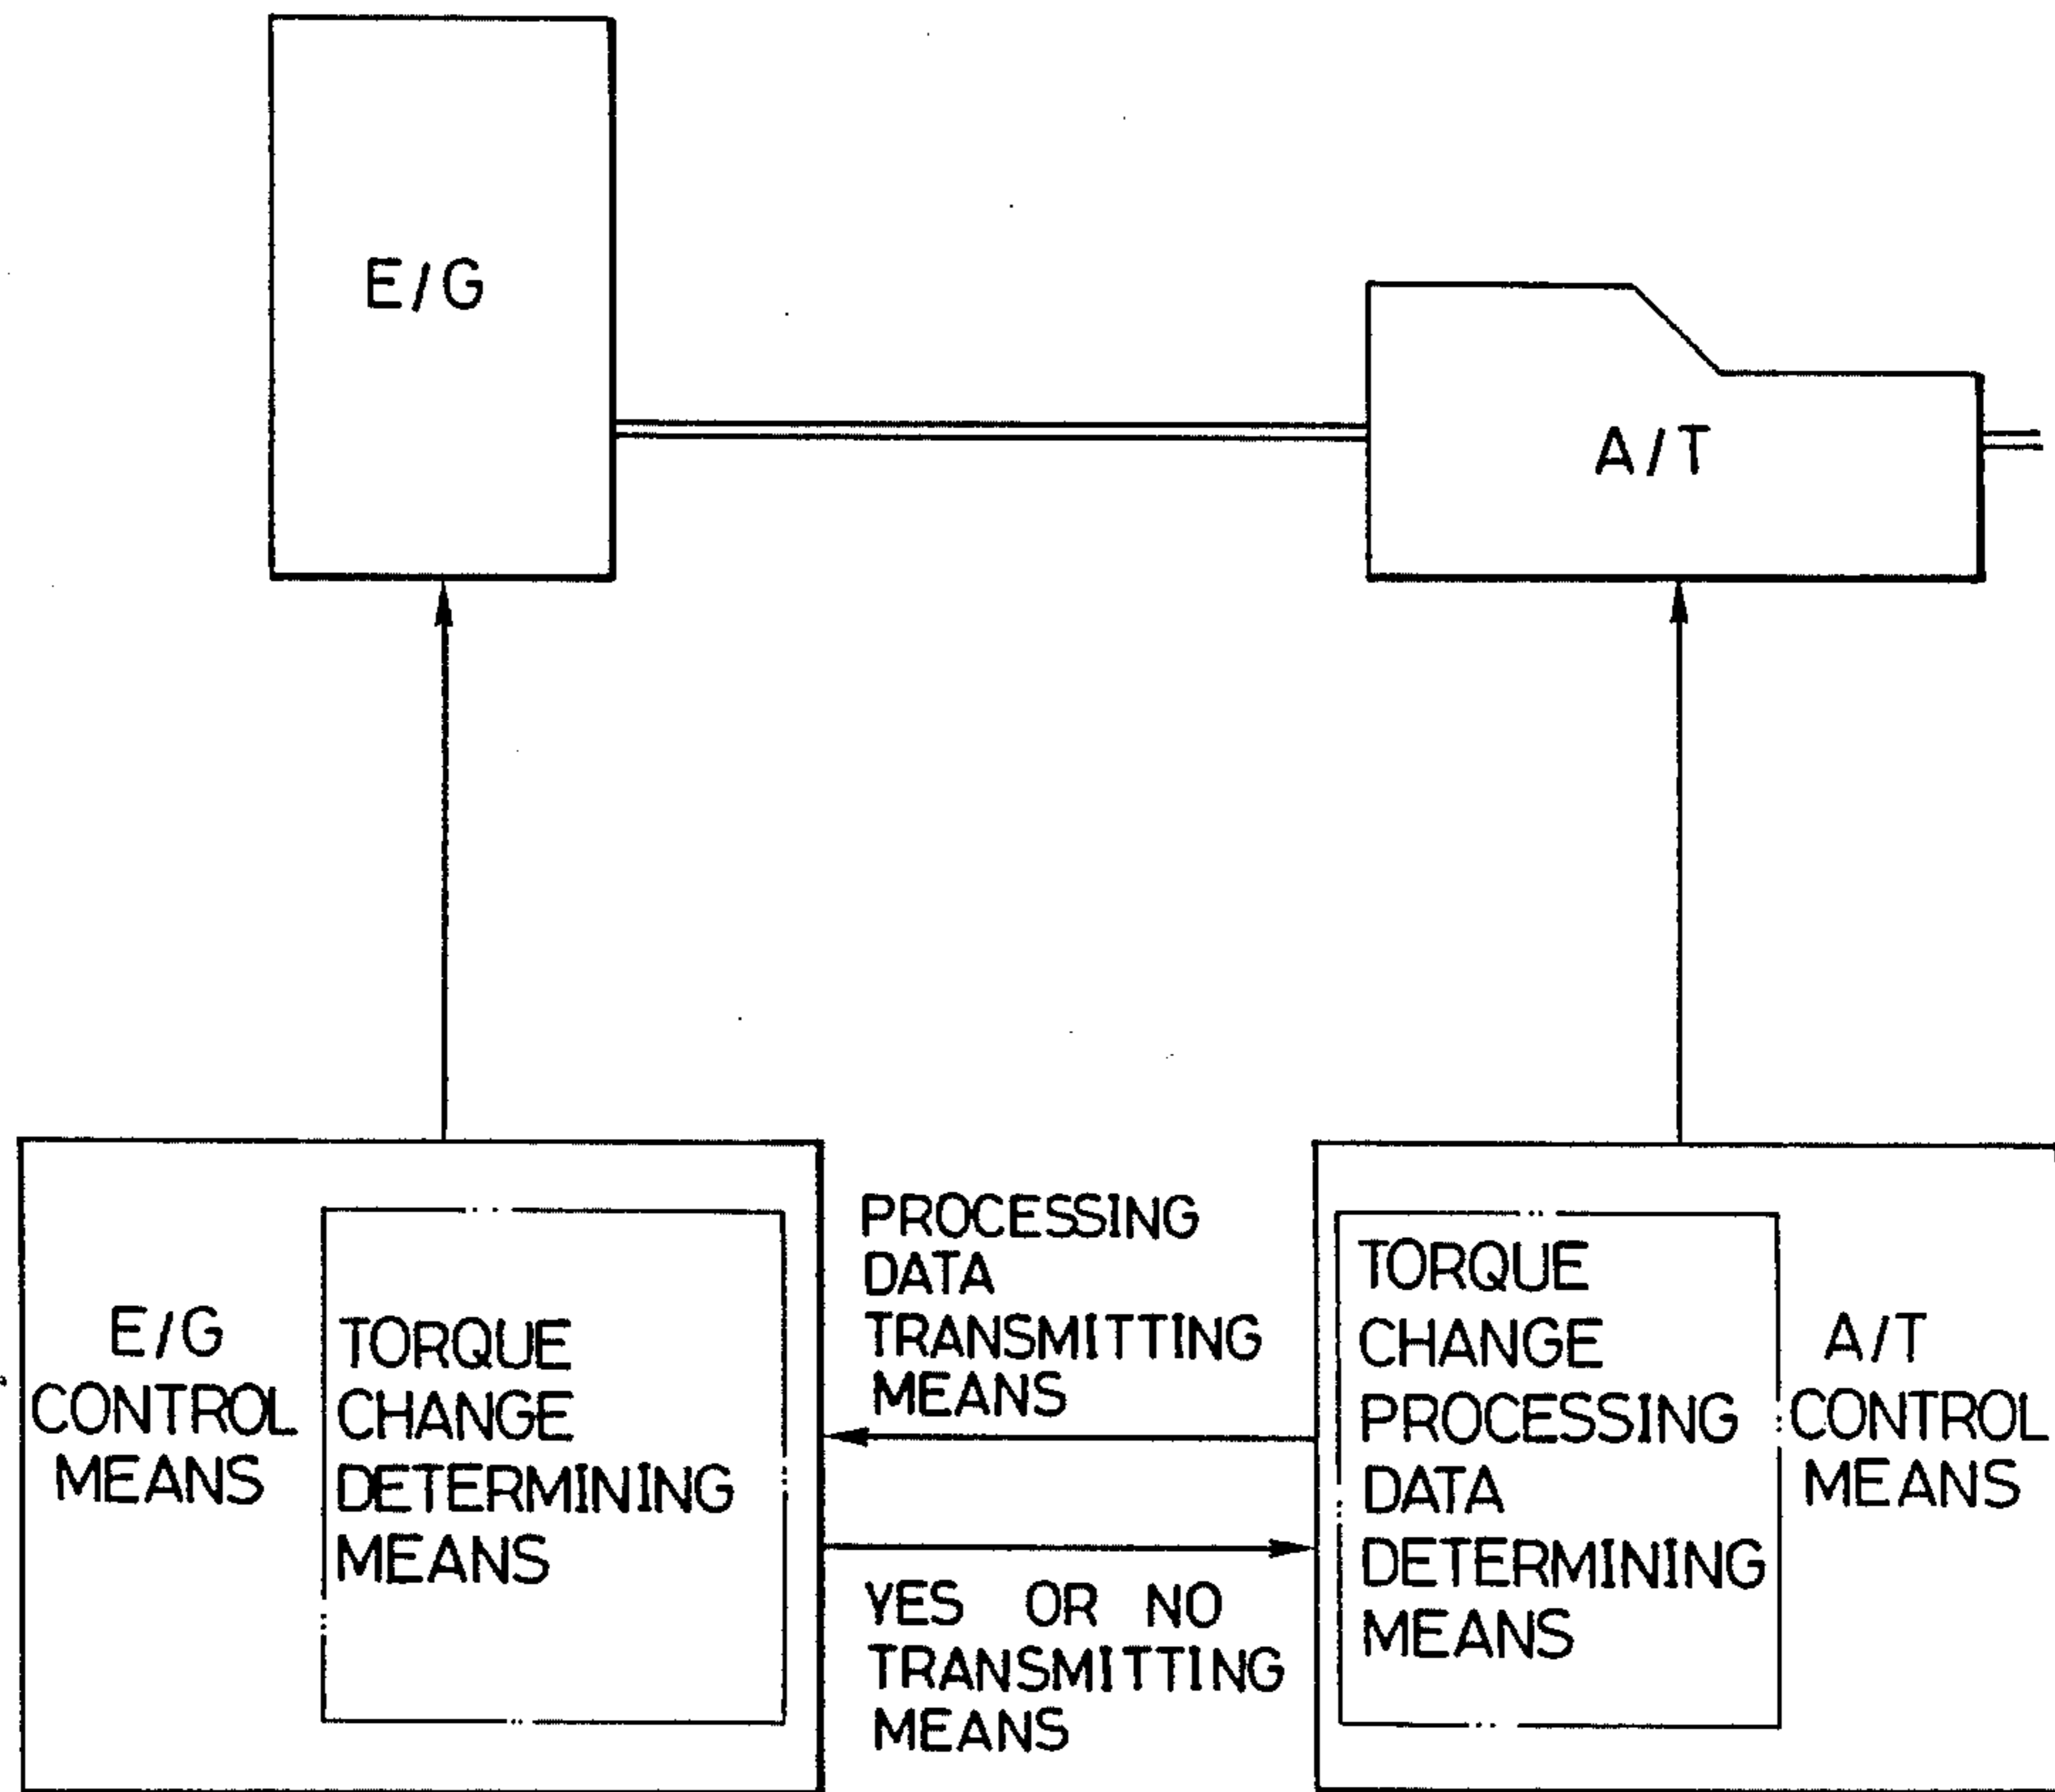 E/G
A/T
E/G
CONTROL
MEANS
TORQUE
CHANGE
DETERMINING
MEANS
PROCESSING
DATA
TRANSMITTING
MEANS
YES OR NO
TRANSMITTING
MEANS
TORQUE
CHANGE
PROCESSING
DATA
DETERMINING
MEANS
A/T
CONTROL
MEANS